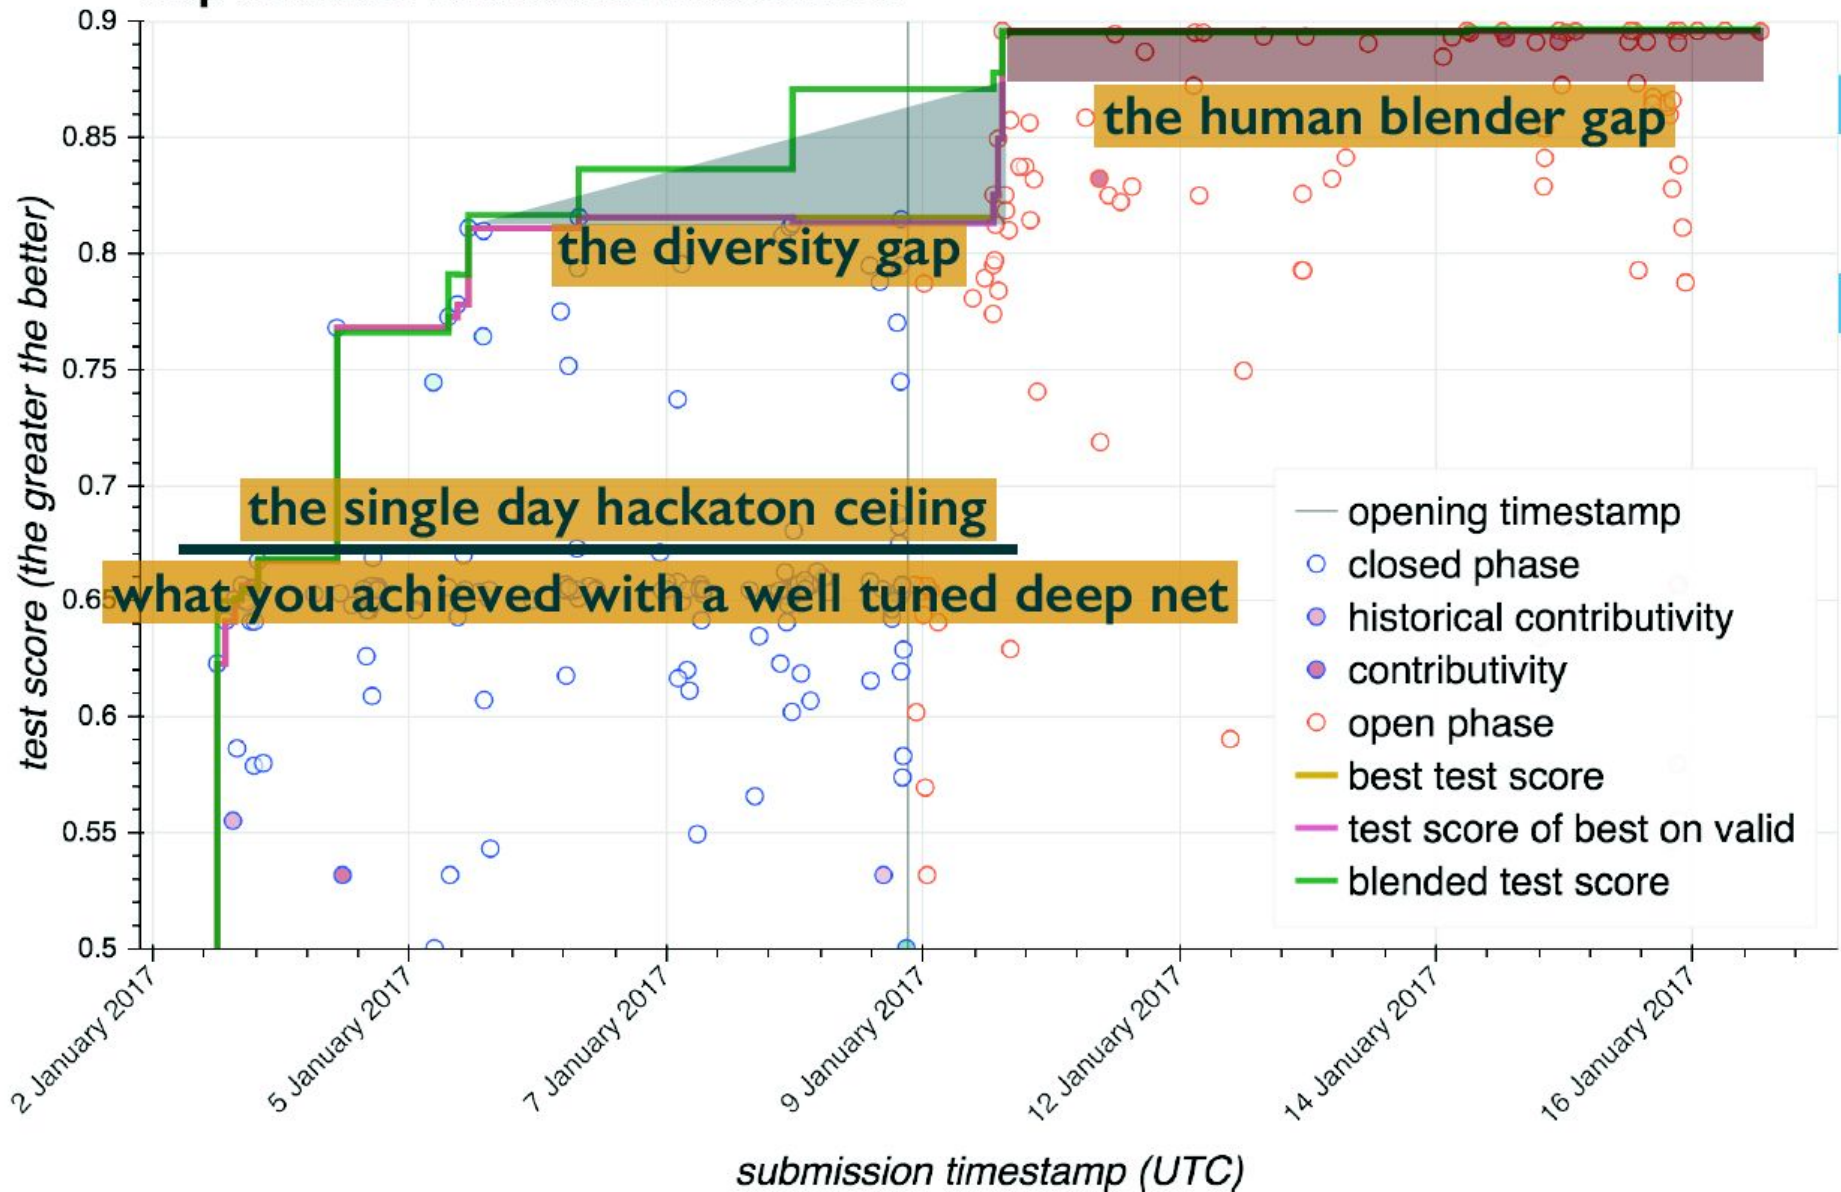 0.9
0.85
0.8
0.75
0.7
0.65
0.6
0.55
0.5
test score (the greater the better)
the human blender gap
the diversity gap
the single day hackaton ceiling
what you achieved with a well tuned deep net
opening timestamp
closed phase
historical contributivity
contributivity
open phase
best test score
test score of best on valid
blended test score
2 January 2017
5 January 2017
7 January 2017
9 January 2017
12 January 2017
14 January 2017
16 January 2017
submission timestamp (UTC)